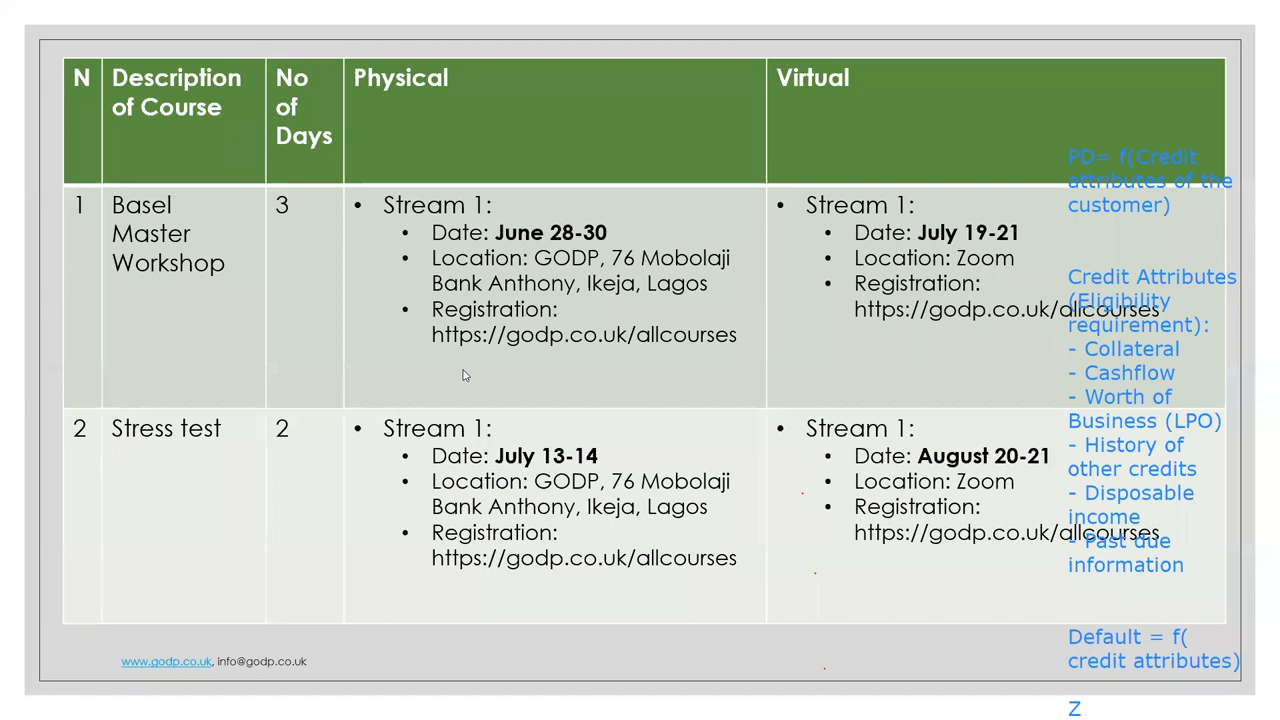 N
Description
of Course
No
of
Days
Physical
Virtual
1
Basel
Master
Workshop
3
• Stream 1:
• Date: June 28-30
• Location: GODP, 76 Mobolaji
Bank Anthony, Ikeja, Lagos
• Registration:
https://godp.co.uk/allcourses
• Stream 1:
• Date: July 19-21
• Location: Zoom
• Registration:
https://godp.co.uk/allcourses
2
Stress test
2
• Stream 1:
• Date: July 13-14
• Location: GODP, 76 Mobolaji
Bank Anthony, Ikeja, Lagos
• Registration:
https://godp.co.uk/allcourses
• Stream 1:
• Date: August 20-21
• Location: Zoom
• Registration:
https://godp.co.uk/allcourses
PD= f(Credit
attributes of the
customer)
Credit Attributes
(Eligibility
requirement):
- Collateral
- Cashflow
- Worth of
Business (LPO)
- History of
other credits
- Disposable
income
- Past due
information
Default = f(
credit attributes)
Z
www.godp.co.uk, info@godp.co.uk